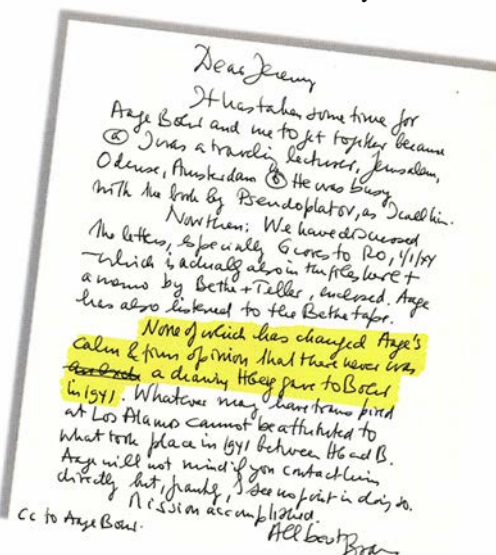 Dear Jeremy
It has taken some time for
Aage Bohr and me to get together because
ⓐ I was a traveling lecturer, Jerusalem,
Odense, Amsterdam ⓑ He was busy
with the book by Pseudoplator, as I call him.
Now then: We have discussed
the letters, especially Groves to RO, 1/1/44
– which is actually also in the files here +
a memo by Bethe + Teller, enclosed. Aage
has also listened to the Bethe tape.
None of which has changed Aage's
calm & firm opinion that there never was
a drawing Hbeg gave to Bohr
in 1941. Whatever may have transpired
at Los Alamos cannot be attributed to
what took place in 1941 between H and B.
Aage will not mind if you contact him
directly but, frankly, I see no point in doing so.
Mission accomplished.
All best
cc to Aage Bohr.